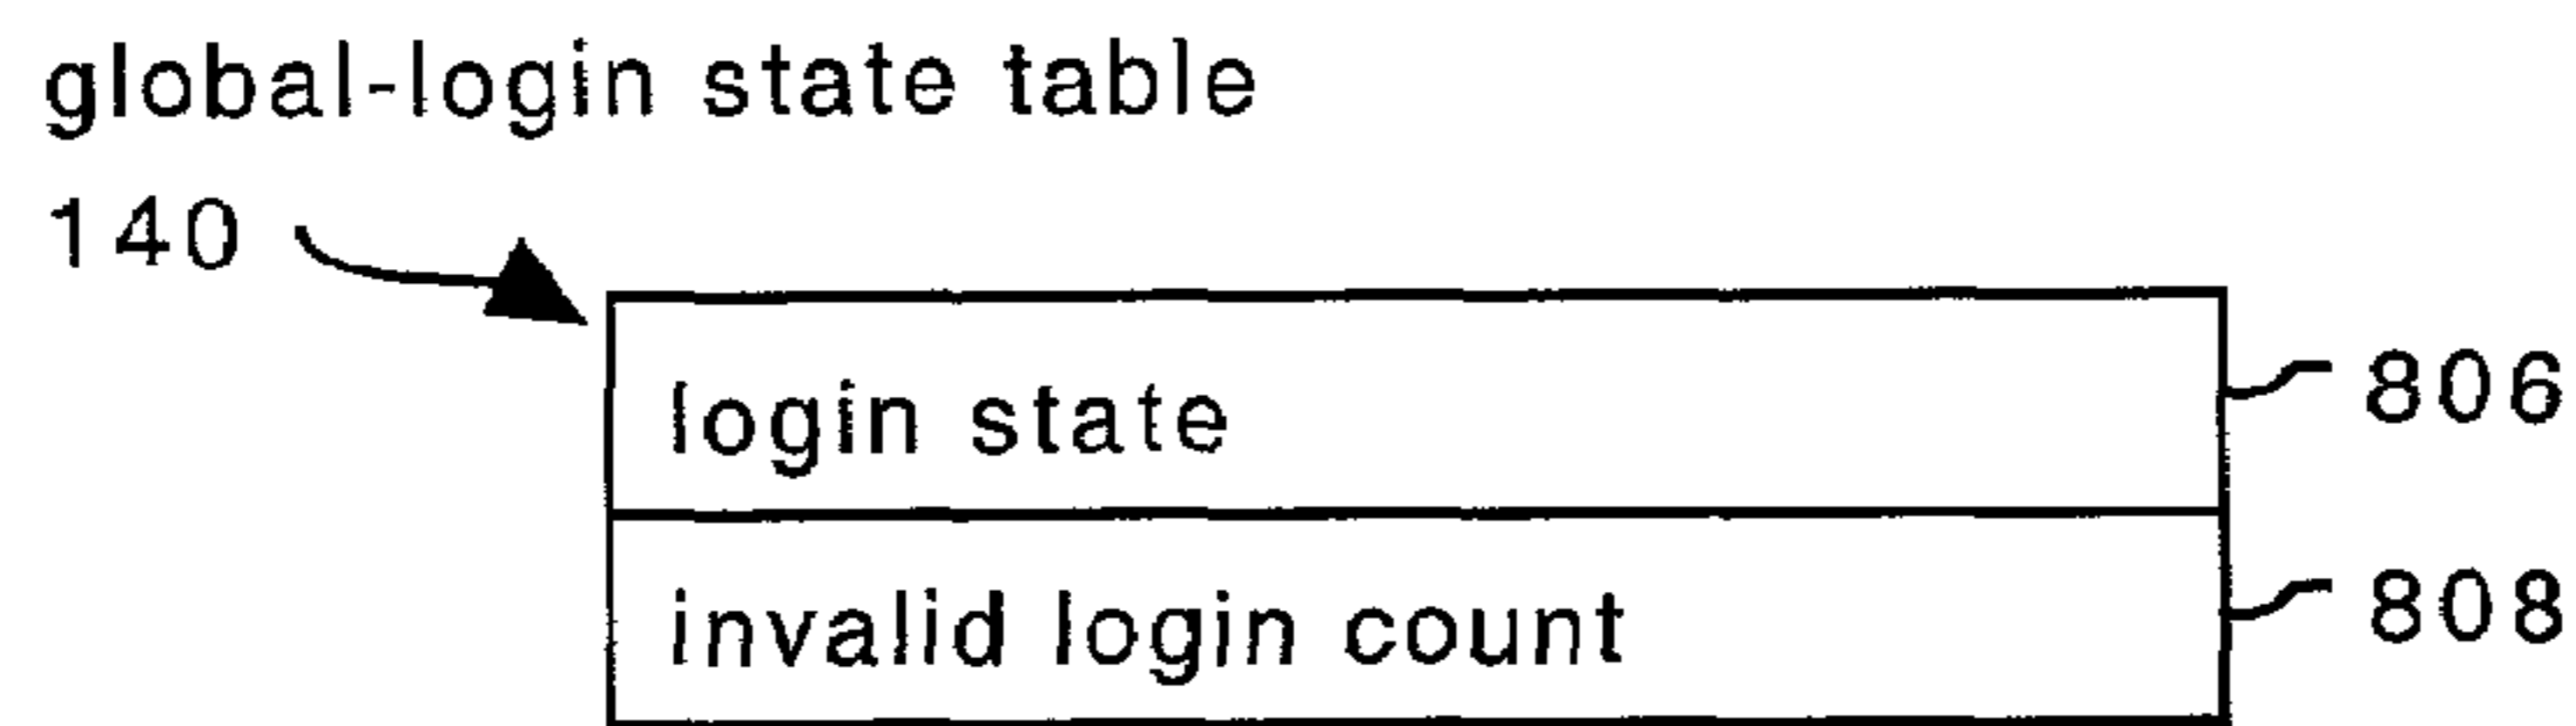 global-login state table
140
login state 806
invalid login count 808